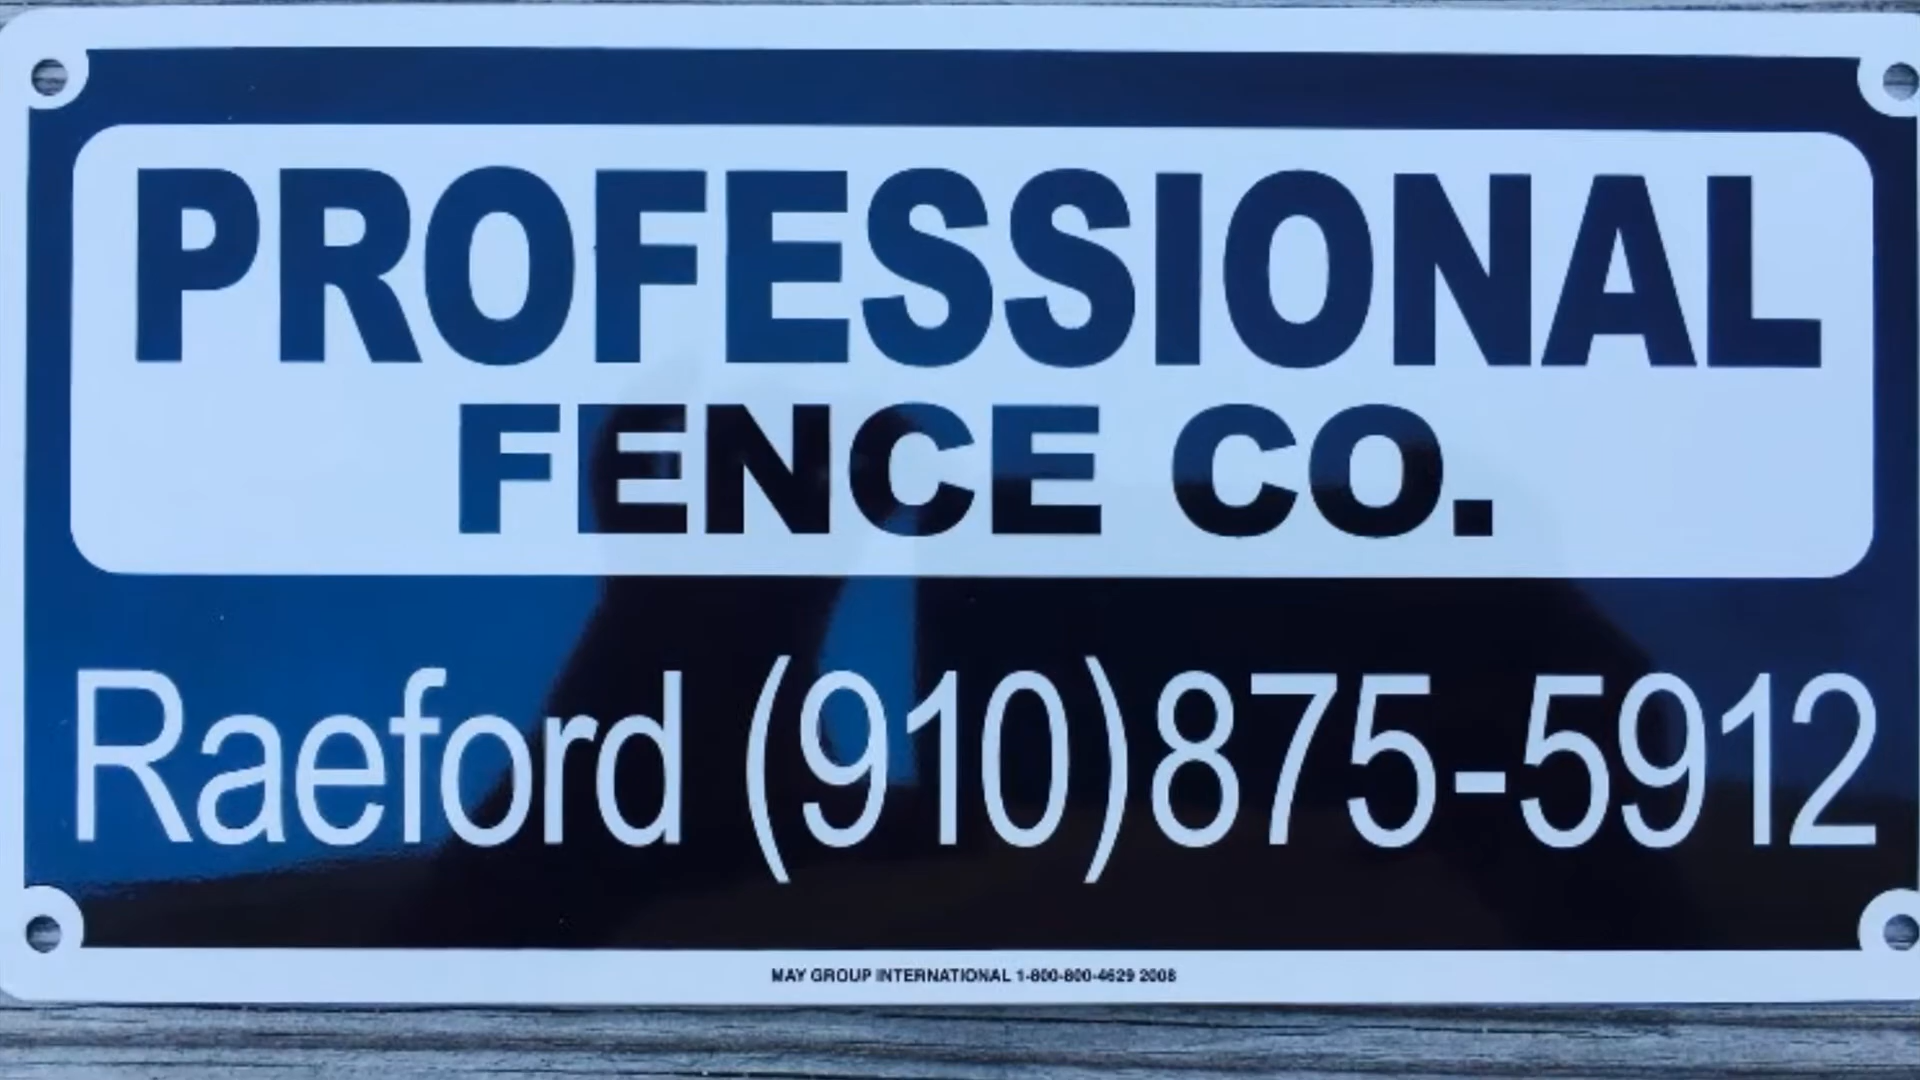 PROFESSIONAL
FENCE CO.
Raeford (910)875-5912
MAY GROUP INTERNATIONAL 1-800-800-4629 2008